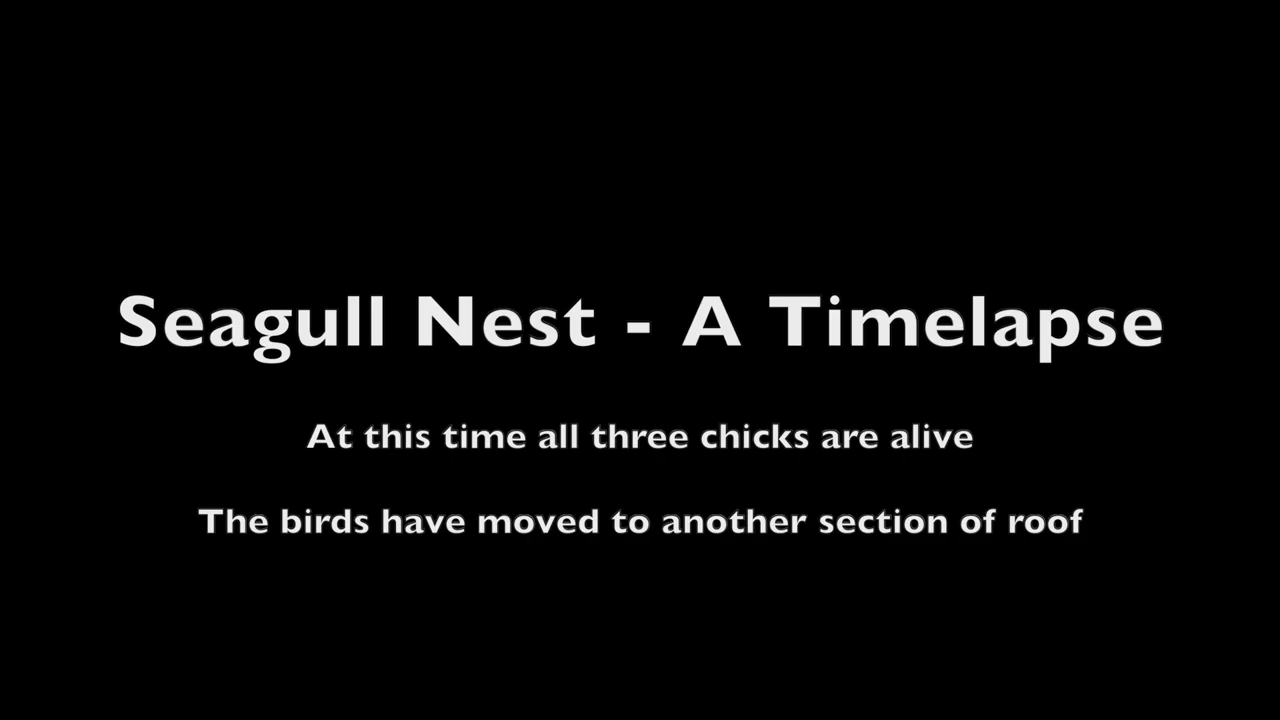 Seagull Nest - A Timelapse
At this time all three chicks are alive
The birds have moved to another section of roof